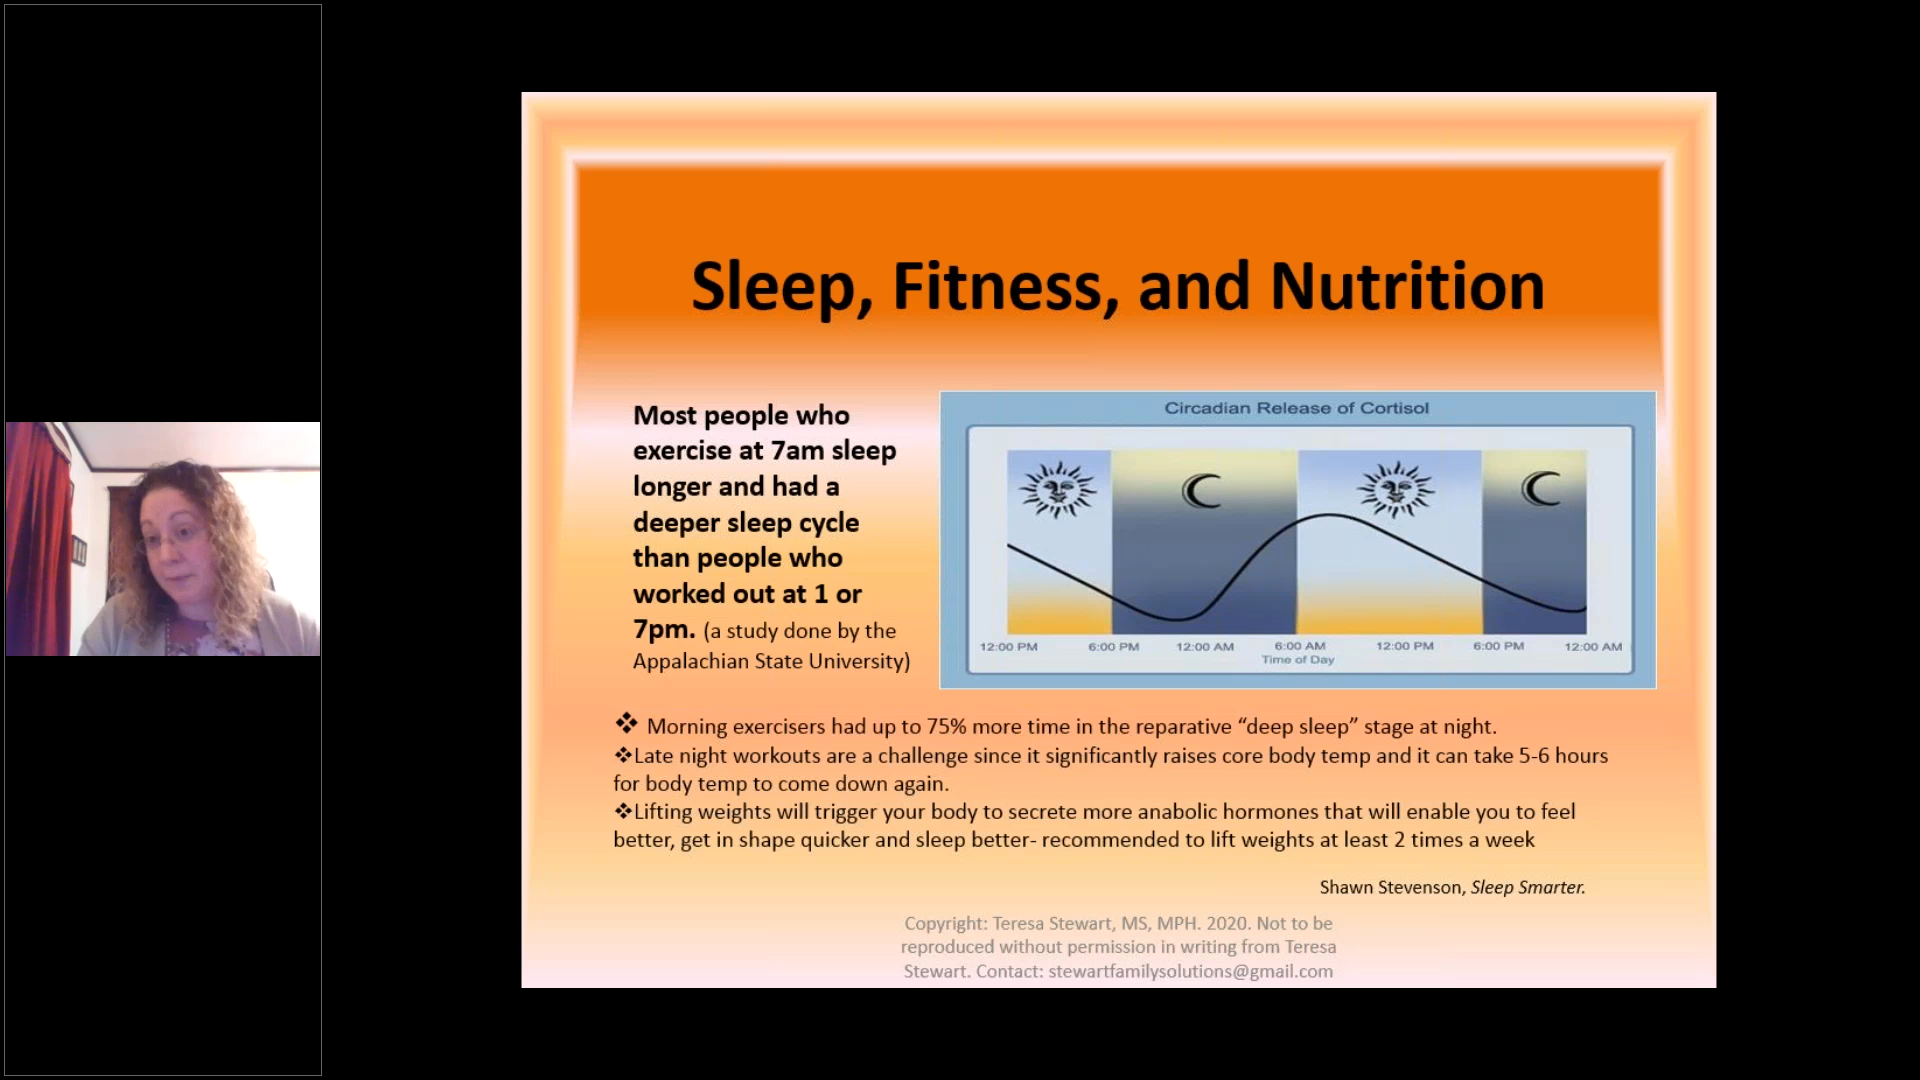 Sleep, Fitness, and Nutrition
Most people who
exercise at 7am sleep
longer and had a
deeper sleep cycle
than people who
worked out at 1 or
7pm. (a study done by the
Appalachian State University)
Circadian Release of Cortisol
12:00 PM 6:00 PM 12:00 AM 6:00 AM 12:00 PM 6:00 PM 12:00 AM
Time of Day
❖ Morning exercisers had up to 75% more time in the reparative “deep sleep” stage at night.
❖Late night workouts are a challenge since it significantly raises core body temp and it can take 5-6 hours
for body temp to come down again.
❖Lifting weights will trigger your body to secrete more anabolic hormones that will enable you to feel
better, get in shape quicker and sleep better- recommended to lift weights at least 2 times a week
Shawn Stevenson, Sleep Smarter.
Copyright: Teresa Stewart, MS, MPH. 2020. Not to be
reproduced without permission in writing from Teresa
Stewart. Contact: stewartfamilysolutions@gmail.com